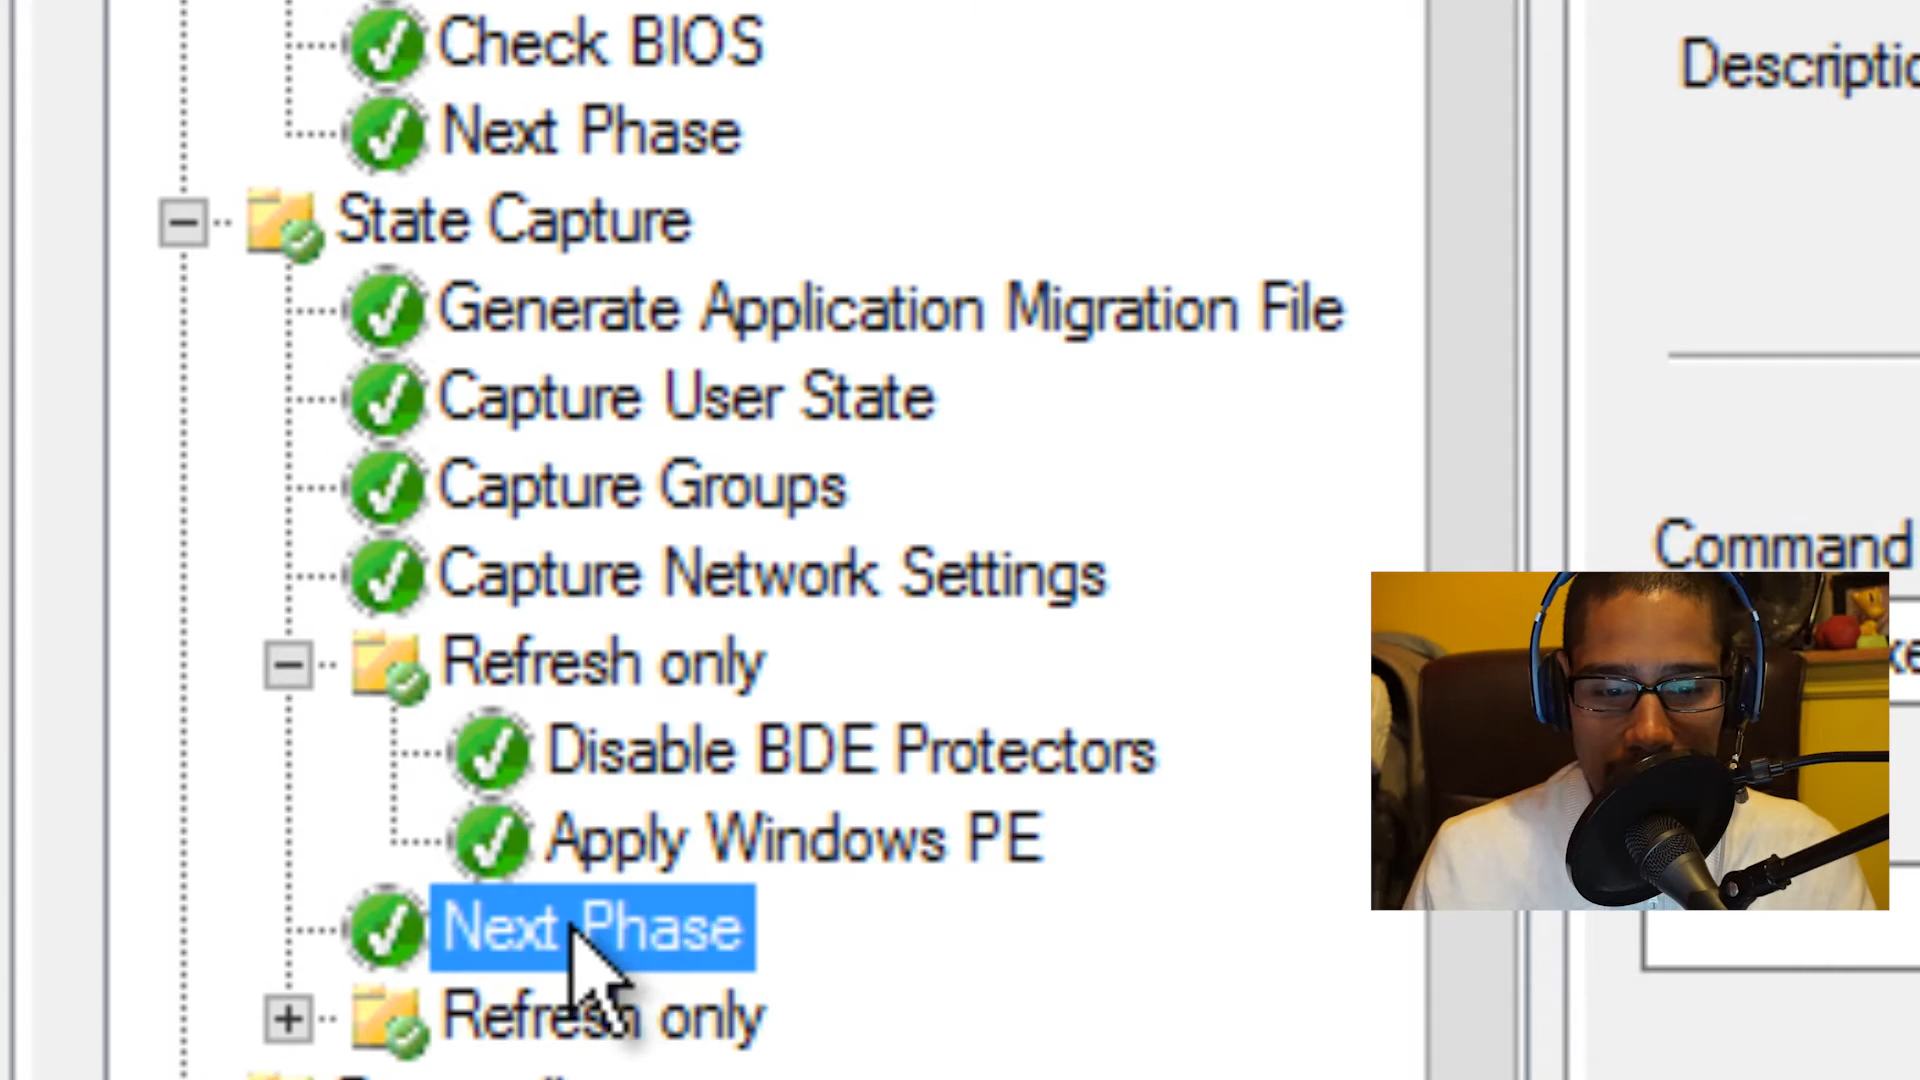 Check BIOS
Next Phase
State Capture
Generate Application Migration File
Capture User State
Capture Groups
Capture Network Settings
Refresh only
Disable BDE Protectors
Apply Windows PE
Next Phase
Refresh only
Descriptio
Command